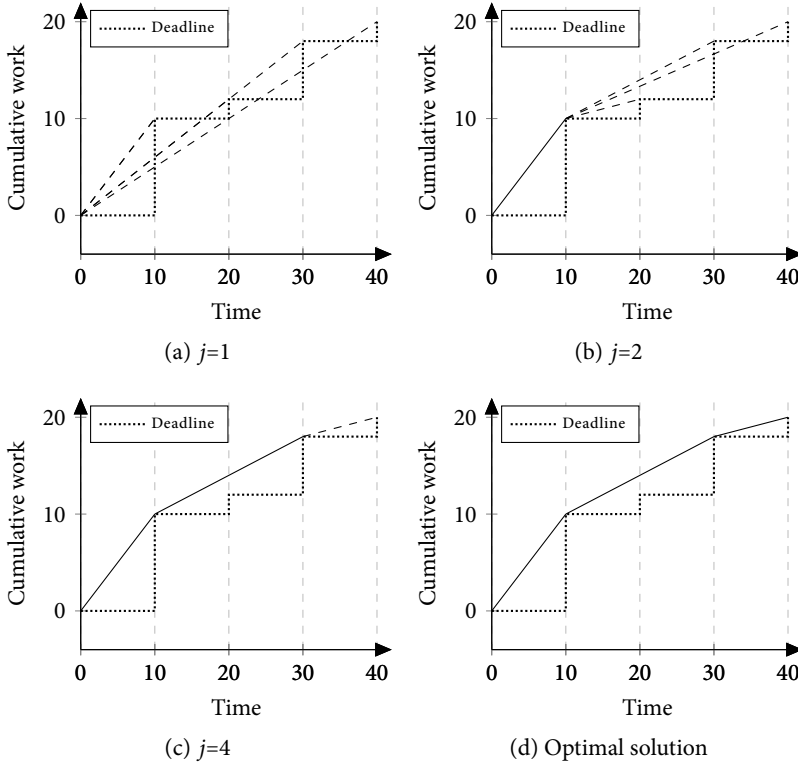 Deadline
Cumulative work
20
10
0
0 10 20 30 40
Time
(a) j=1
Deadline
Cumulative work
20
10
0
0 10 20 30 40
Time
(b) j=2
Deadline
Cumulative work
20
10
0
0 10 20 30 40
Time
(c) j=4
Deadline
Cumulative work
20
10
0
0 10 20 30 40
Time
(d) Optimal solution